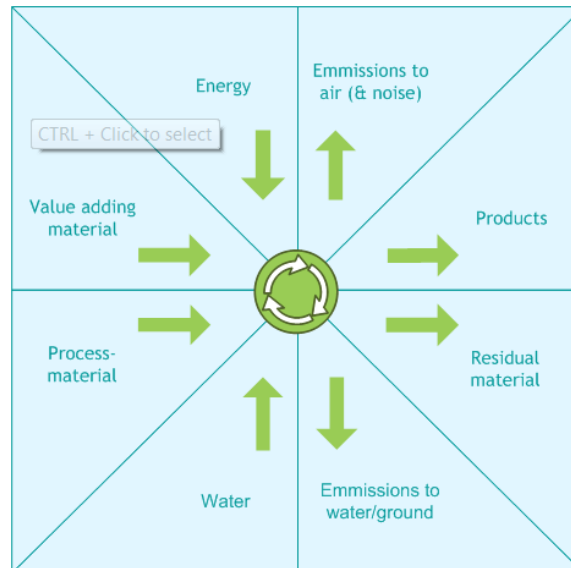 Energy
Emmissions to
air (& noise)
CTRL + Click to select
Value adding
material
Products
Process-
material
Residual
material
Water
Emmissions to
water/ground